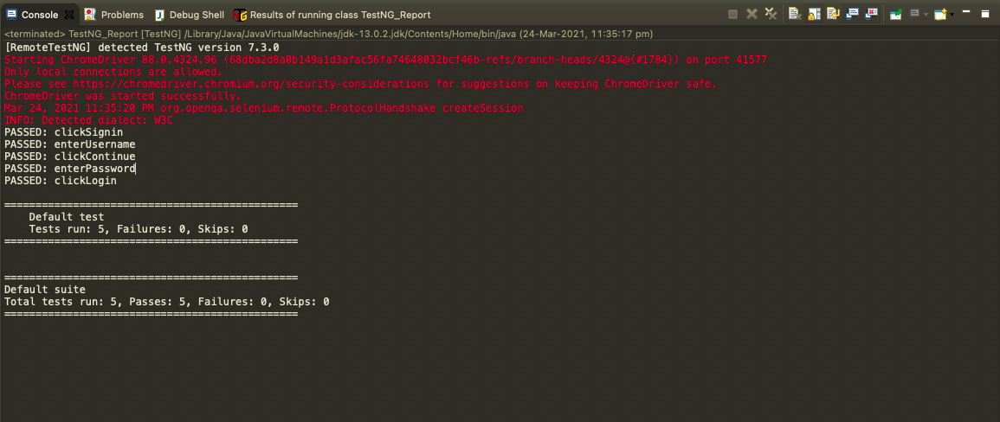 Console Problems Debug Shell Results of running class TestNG_Report
<terminated> TestNG_Report [TestNG] /Library/Java/JavaVirtualMachines/jdk-13.0.2.jdk/Contents/Home/bin/java (24-Mar-2021, 11:35:17 pm)
[RemoteTestNG] detected TestNG version 7.3.0
Starting ChromeDriver 88.0.4324.96 (68dba2d8a0b149a1d3afac56fa74648032bcf46b-refs/branch-heads/4324@{#1784}) on port 41577
Only local connections are allowed.
Please see https://chromedriver.chromium.org/security-considerations for suggestions on keeping ChromeDriver safe.
ChromeDriver was started successfully.
Mar 24, 2021 11:35:20 PM org.openqa.selenium.remote.ProtocolHandshake createSession
INFO: Detected dialect: W3C
PASSED: clickSignin
PASSED: enterUsername
PASSED: clickContinue
PASSED: enterPassword
PASSED: clickLogin
===============================================
Default test
Tests run: 5, Failures: 0, Skips: 0
===============================================
===============================================
Default suite
Total tests run: 5, Passes: 5, Failures: 0, Skips: 0
===============================================